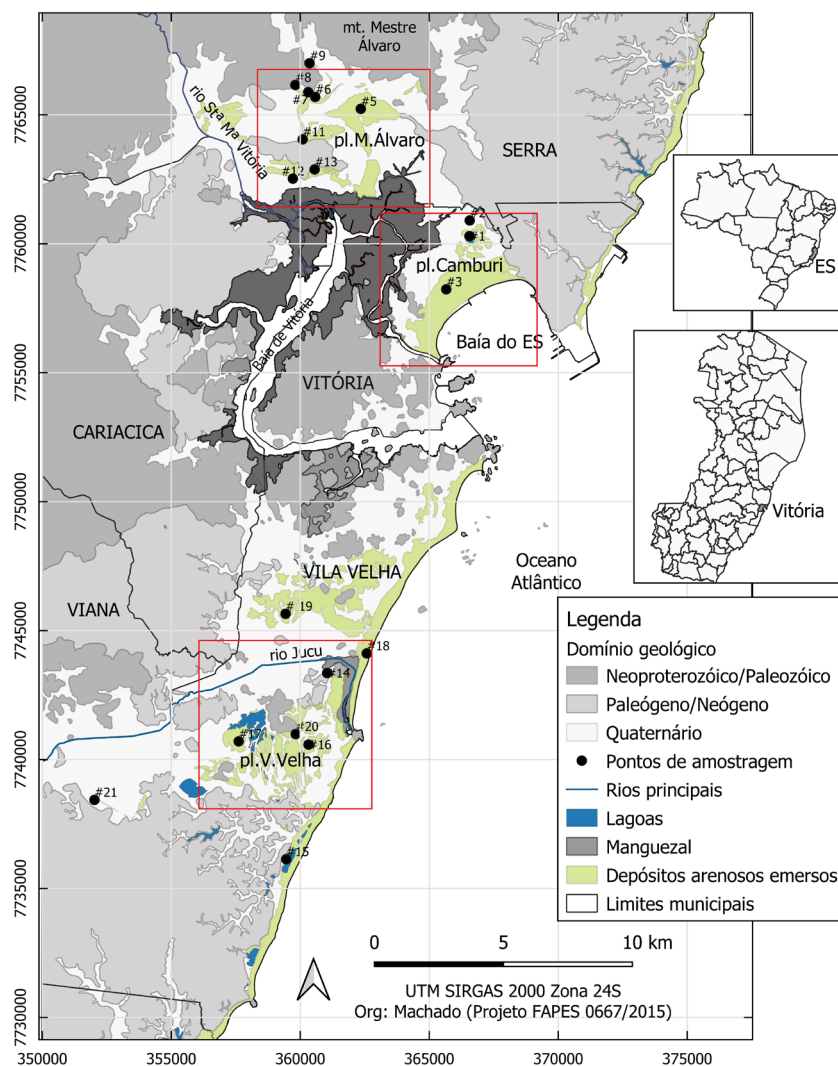 mt. Mestre
Álvaro
#9
#8
#7
#6
#5
rio Sta Ma Vitória
pl.M.Álvaro
#11
#13
#12
SERRA
#1
pl.Camburi
#3
Baía do ES
Baía de Vitória
VITÓRIA
CARIACICA
ES
Vitória
Oceano
Atlântico
VILA VELHA
VIANA
# 19
rio Jucu
#18
#14
#20
#17
#16
pl.V.Velha
#21
#15
Legenda
Domínio geológico
Neoproterozóico/Paleozóico
Paleógeno/Neógeno
Quaternário
Pontos de amostragem
Rios principais
Lagoas
Manguezal
Depósitos arenosos emersos
Limites municipais
0 5 10 km
UTM SIRGAS 2000 Zona 24S
Org: Machado (Projeto FAPES 0667/2015)
7765000
7760000
7755000
7750000
7745000
7740000
7735000
7730000
350000 355000 360000 365000 370000 375000